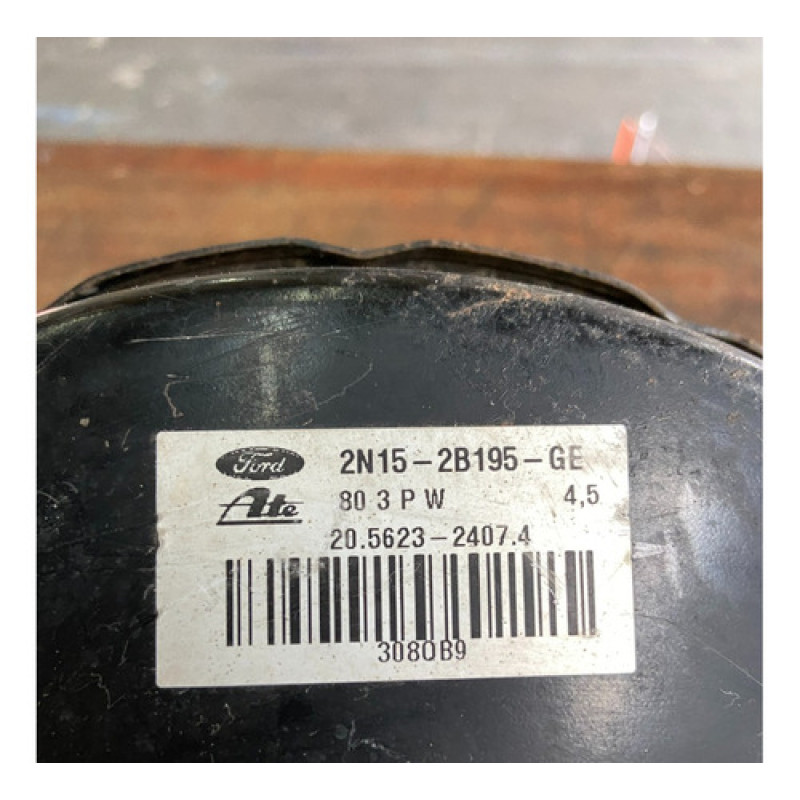 Ford 2N15-2B195-GE
Ate 80 3 P W 4,5
20.5623-2407.4
3080B9